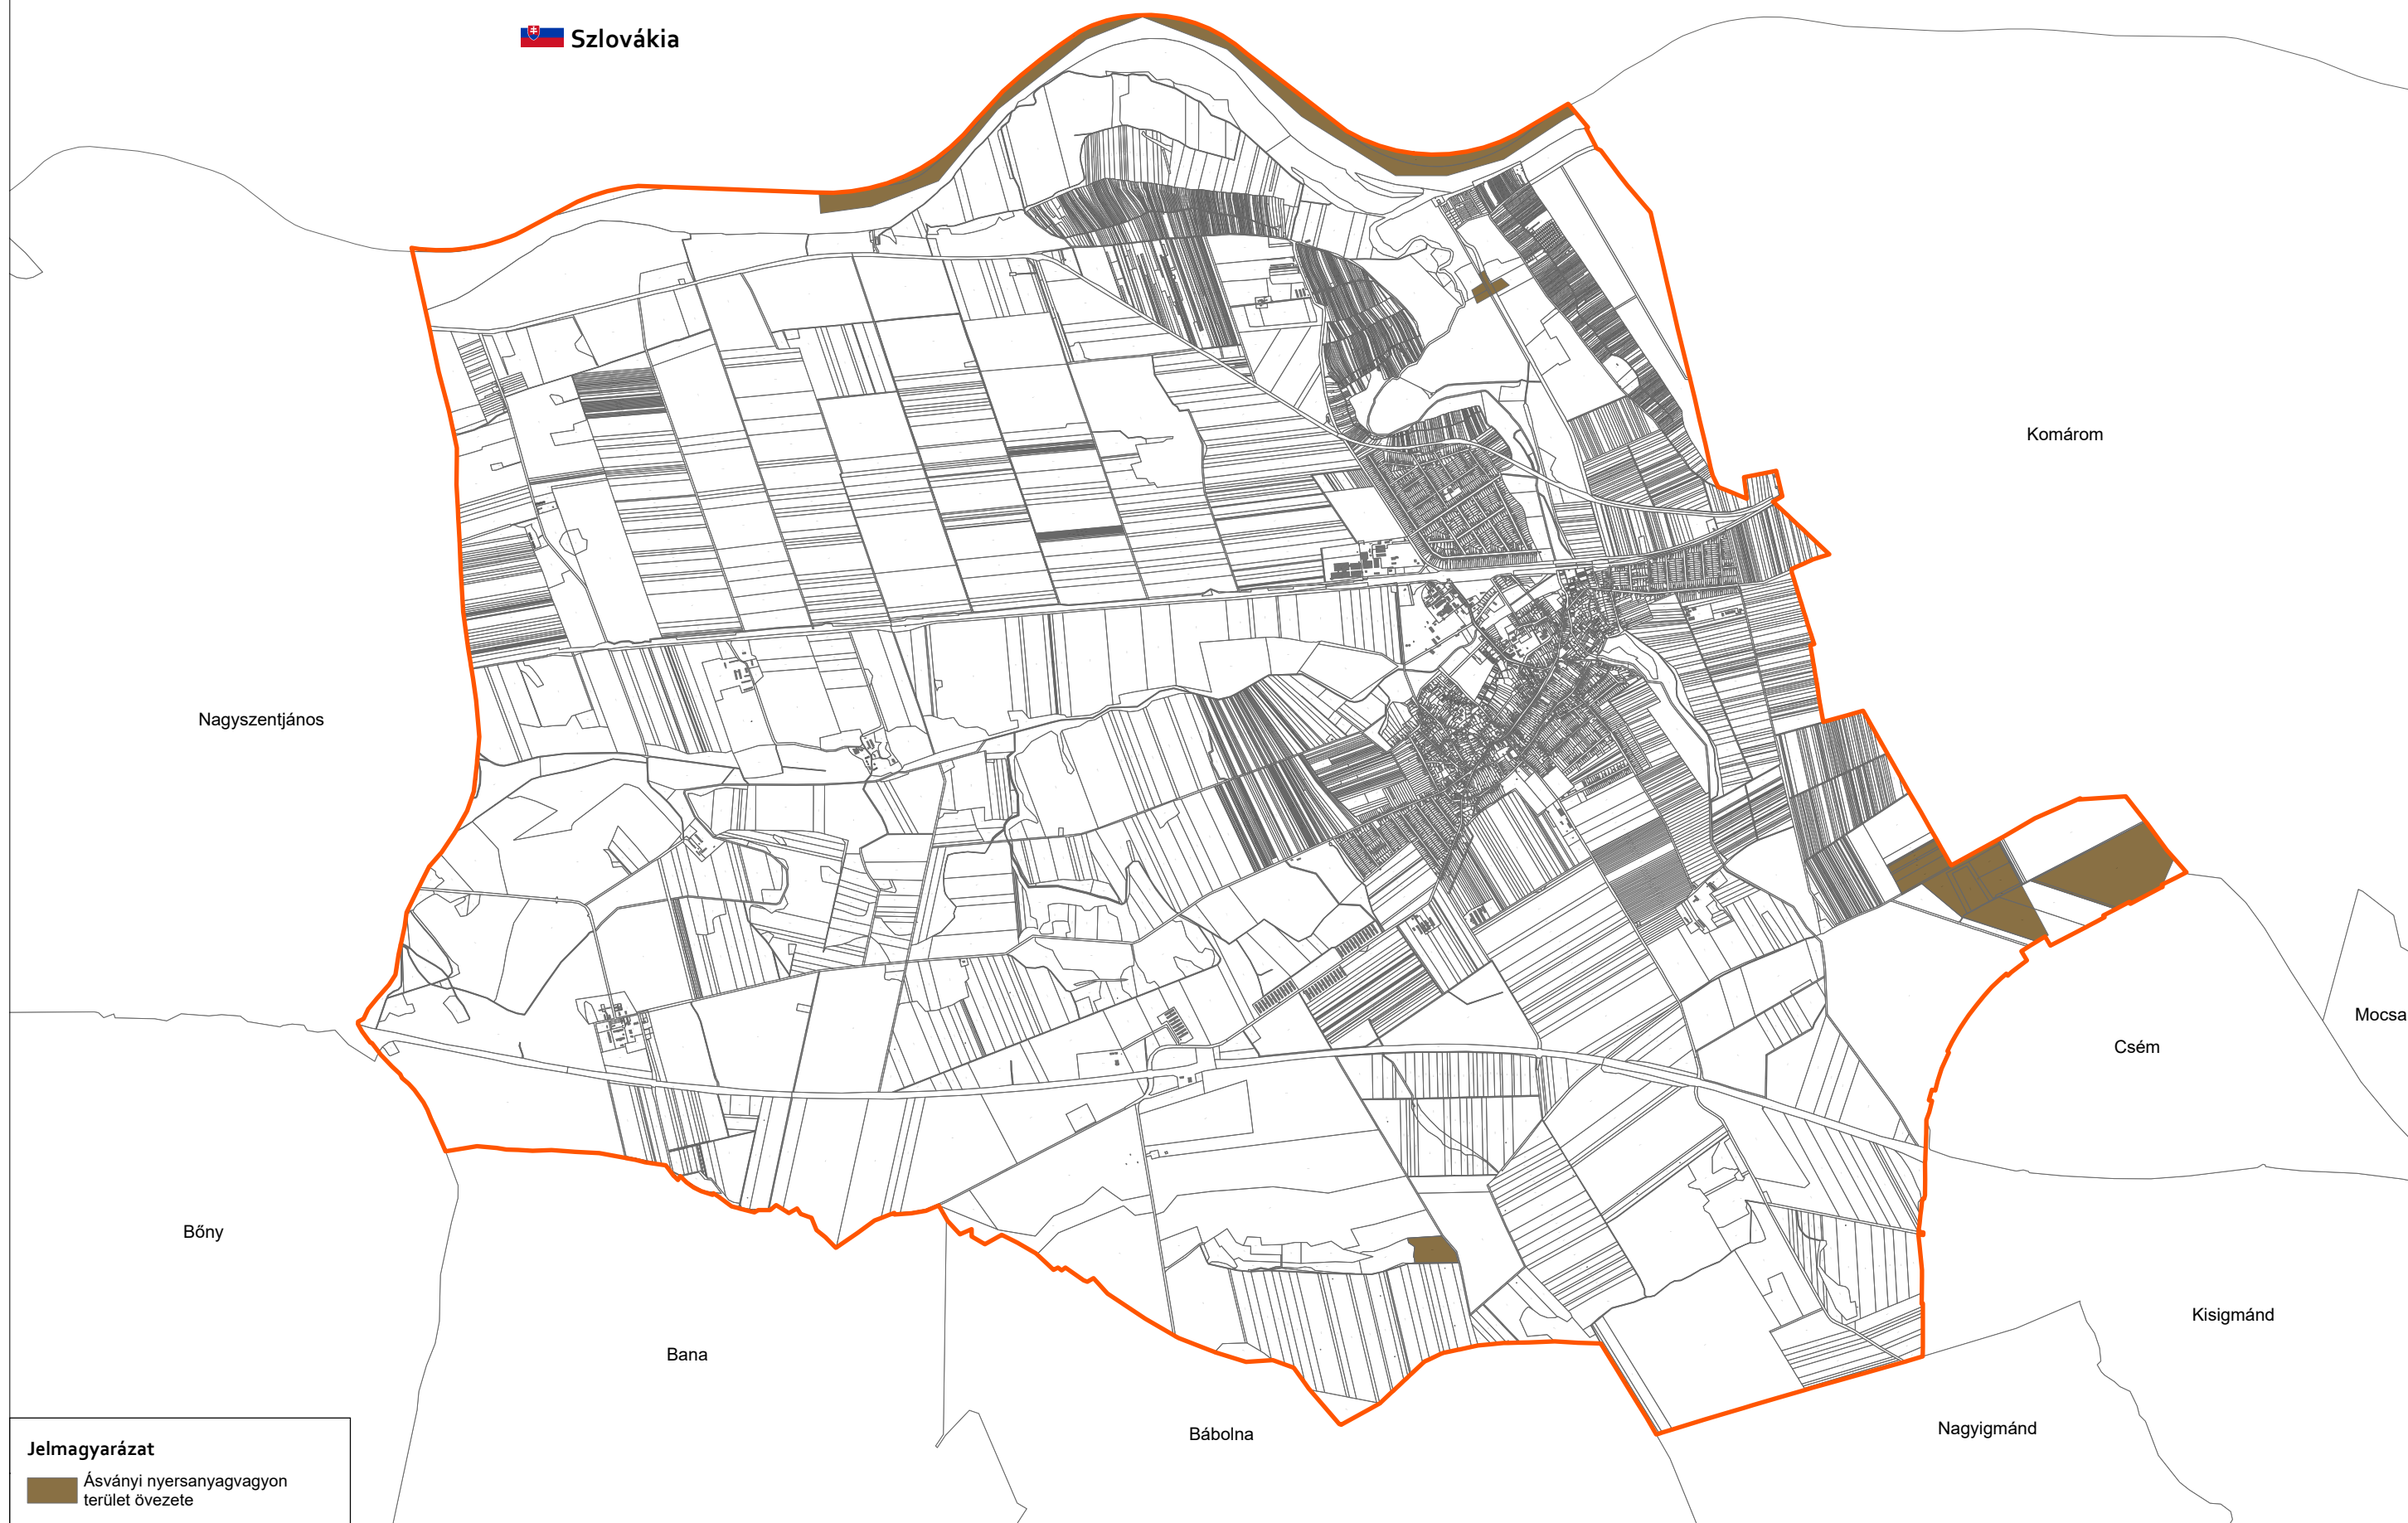 Szlovákia
Komárom
Nagyszentjános
Mocsa
Csém
Bőny
Kisigmánd
Bana
Nagyigmánd
Bábolna
Jelmagyarázat
Ásványi nyersanyagvagyon
terület övezete